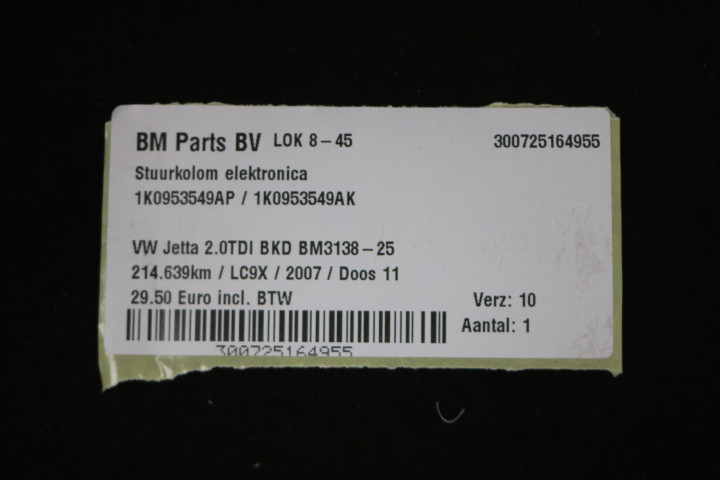 BM Parts BV LOK 8-45 300725164955
Stuurkolom elektronica
1K0953549AP / 1K0953549AK
VW Jetta 2.0TDI BKD BM3138-25
214.639km / LC9X / 2007 / Doos 11
29.50 Euro incl. BTW Verz: 10
Aantal: 1
300725164955